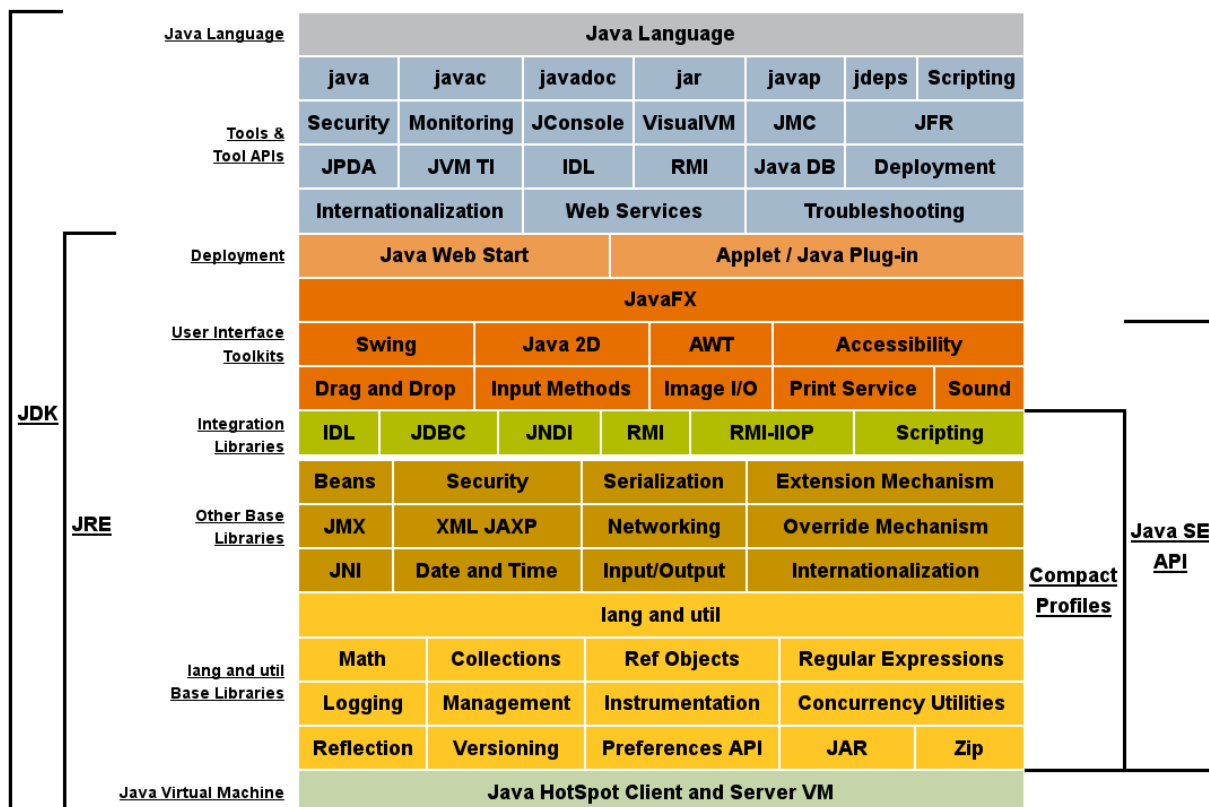 Java Language Java Language
java javac javadoc jar javap jdeps Scripting
Tools & Security Monitoring JConsole VisualVM JMC JFR
Tool APIs JPDA JVM TI IDL RMI Java DB Deployment
Internationalization Web Services Troubleshooting
Deployment Java Web Start Applet / Java Plug-in
JavaFX
User Interface Swing Java 2D AWT Accessibility
Toolkits
Drag and Drop Input Methods Image I/O Print Service Sound
JDK
Integration IDL JDBC JNDI RMI RMI-IIOP Scripting
Libraries
Beans Security Serialization Extension Mechanism
JRE
Other Base JMX XML JAXP Networking Override Mechanism
Libraries
Java SE
API
JNI Date and Time Input/Output Internationalization
Compact
Profiles
lang and util
lang and util Math Collections Ref Objects Regular Expressions
Base Libraries Logging Management Instrumentation Concurrency Utilities
Reflection Versioning Preferences API JAR Zip
Java Virtual Machine Java HotSpot Client and Server VM